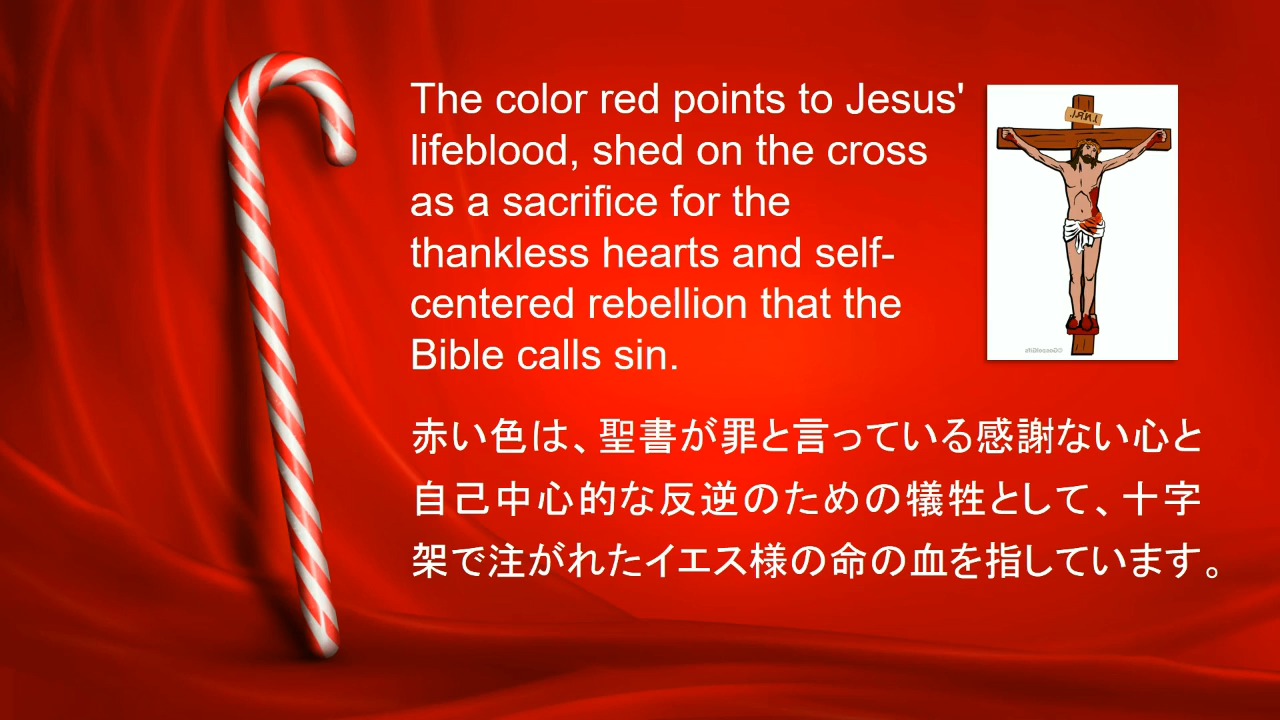 The color red points to Jesus'
lifeblood, shed on the cross
as a sacrifice for the
thankless hearts and self-
centered rebellion that the
Bible calls sin.
赤い色は、聖書が罪と言っている感謝ない心と
自己中心的な反逆のための犠牲として、十字
架で注がれたイエス様の命の血を指しています。